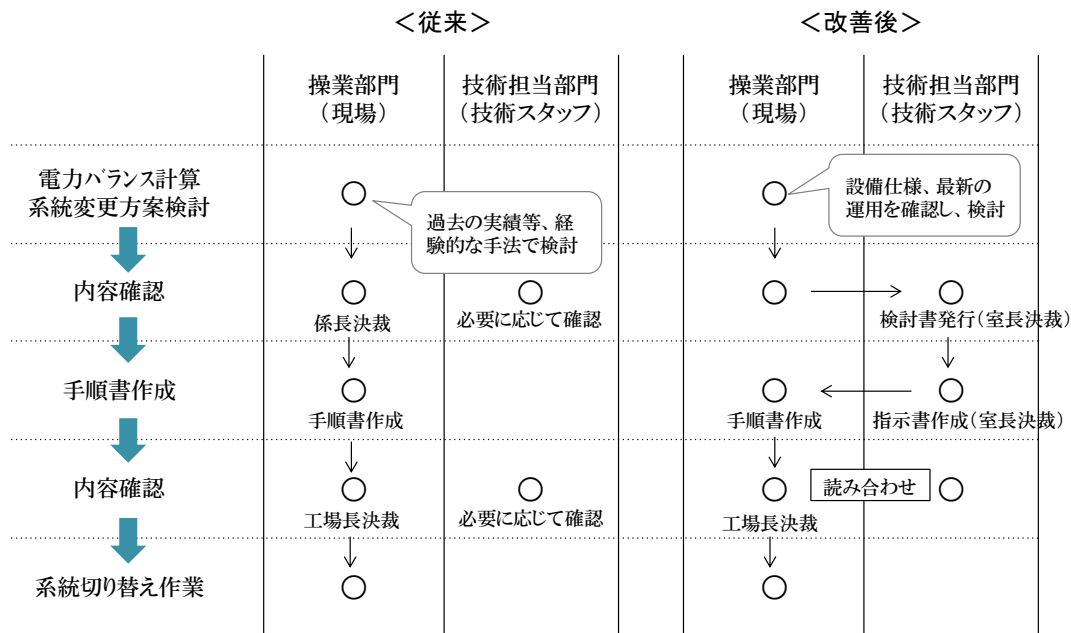 ＜従来＞
＜改善後＞
操業部門
（現場）
技術担当部門
（技術スタッフ）
操業部門
（現場）
技術担当部門
（技術スタッフ）
電力バランス計算
系統変更方案検討
過去の実績等、経
験的な手法で検討
設備仕様、最新の
運用を確認し、検討
内容確認
係長決裁
必要に応じて確認
検討書発行（室長決裁）
手順書作成
手順書作成
手順書作成
指示書作成（室長決裁）
内容確認
工場長決裁
必要に応じて確認
読み合わせ
工場長決裁
系統切り替え作業